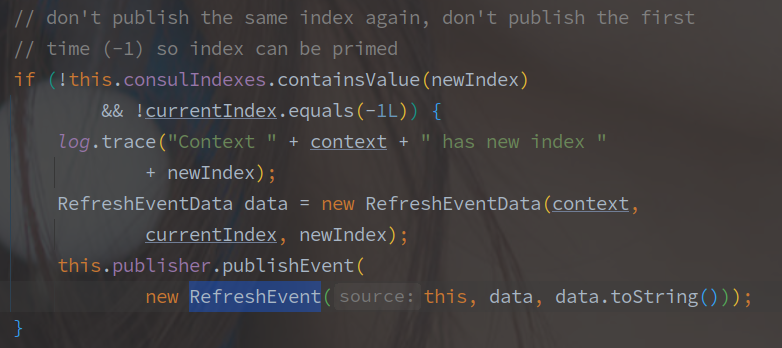 // don't publish the same index again, don't publish the first
// time (-1) so index can be primed
if (!this.consulIndexes.containsValue(newIndex)
&& !currentIndex.equals(-1L)) {
log.trace("Context " + context + " has new index "
+ newIndex);
RefreshEventData data = new RefreshEventData(context,
currentIndex, newIndex);
this.publisher.publishEvent(
new RefreshEvent( source: this, data, data.toString()));
}